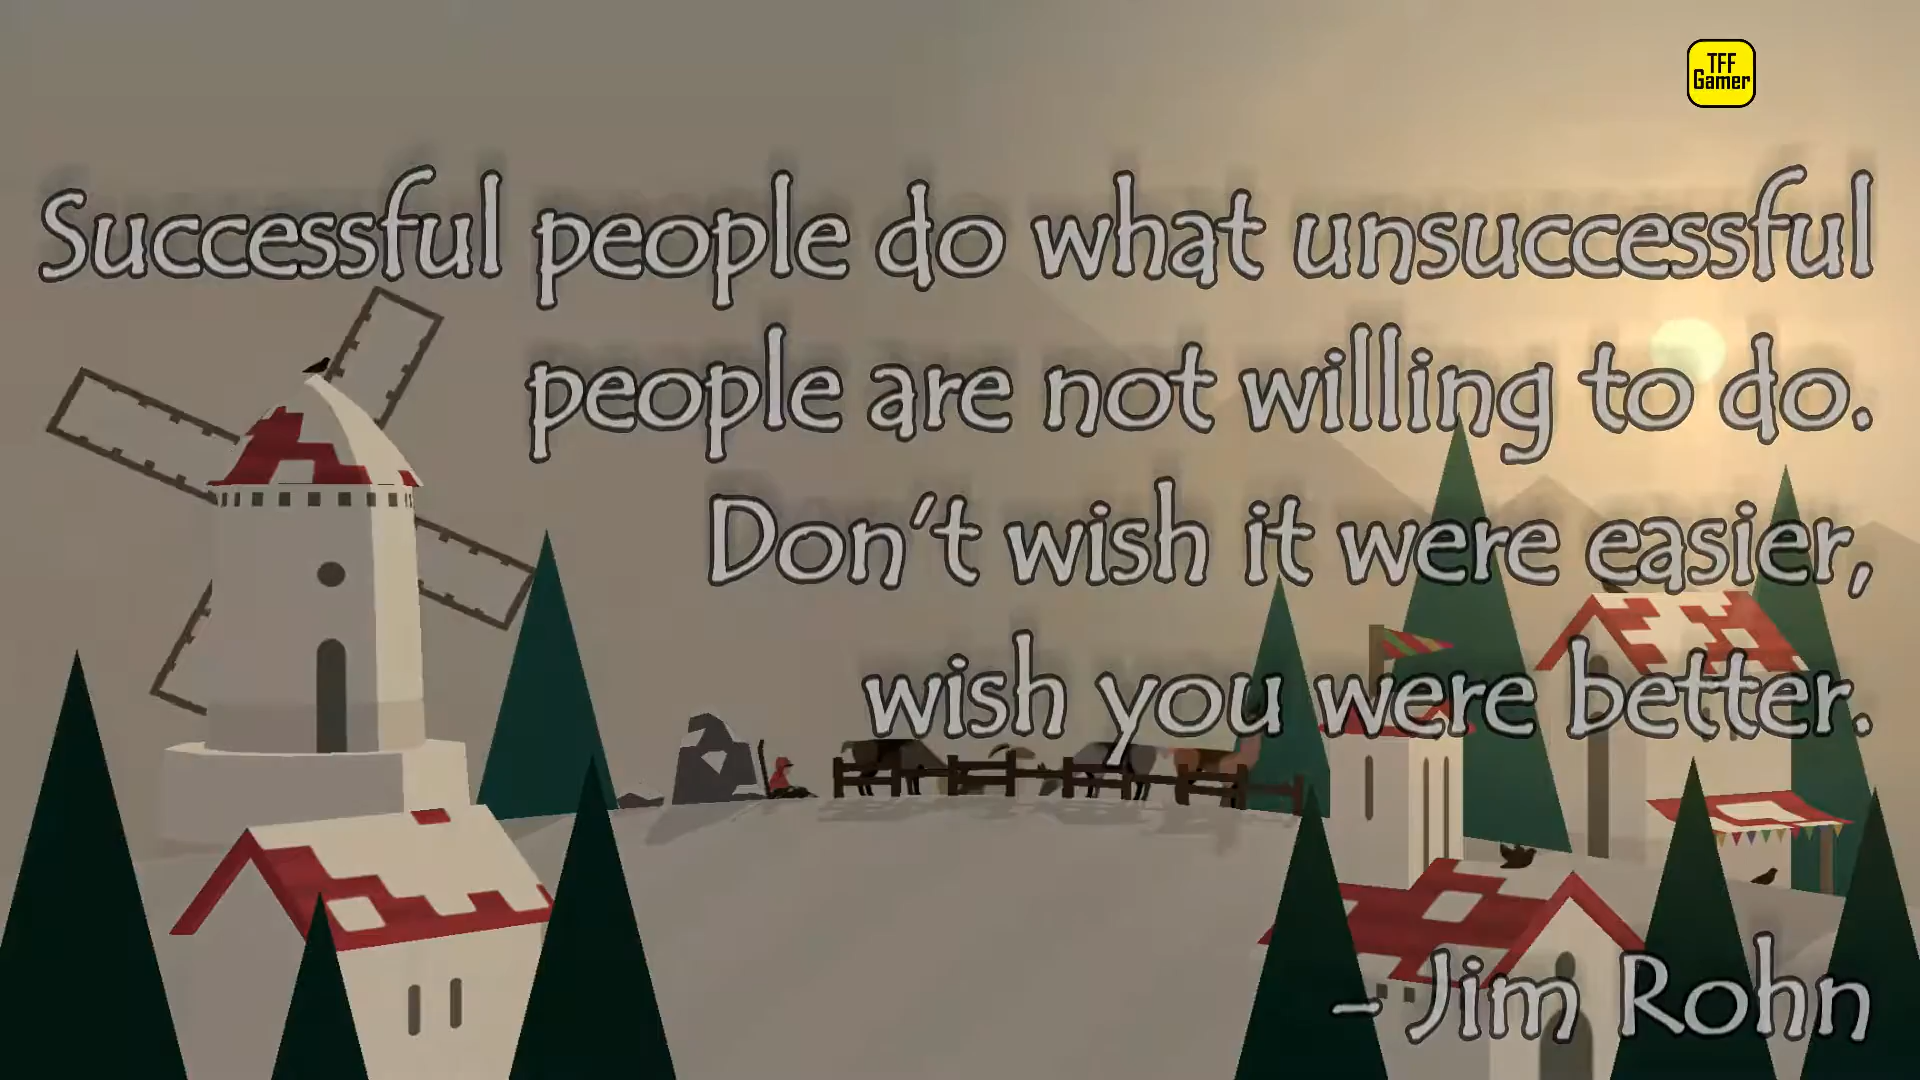 TFF
Gamer
Successful people do what unsuccessful
people are not willing to do.
Don't wish it were easier,
wish you were better.
– Jim Rohn